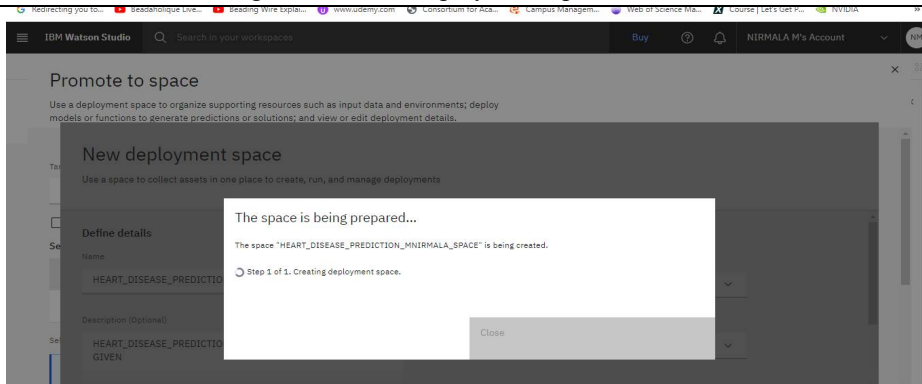 Redirecting you to...
Beadaholique Live...
Beading Wire Explai...
www.udemy.com
Consortium for Aca...
Campus Managem...
Web of Science Ma...
Course | Let's Get P...
NVIDIA
IBM Watson Studio
Search in your workspaces
Buy
NIRMALA M's Account
NM
Promote to space
Use a deployment space to organize supporting resources such as input data and environments; deploy
models or functions to generate predictions or solutions; and view or edit deployment details.
New deployment space
Use a space to collect assets in one place to create, run, and manage deployments
Define details
Name
HEART_DISEASE_PREDICTIO
Description (Optional)
HEART_DISEASE_PREDICTIO
GIVEN
The space is being prepared...
The space "HEART_DISEASE_PREDICTION_MNIRMALA_SPACE" is being created.
Step 1 of 1. Creating deployment space.
Close